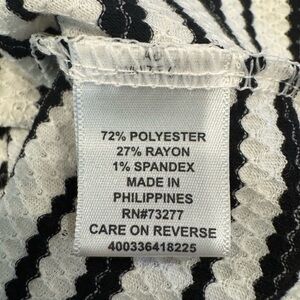 72% POLYESTER
27% RAYON
1% SPANDEX
MADE IN
PHILIPPINES
RN#73277
CARE ON REVERSE
400336418225